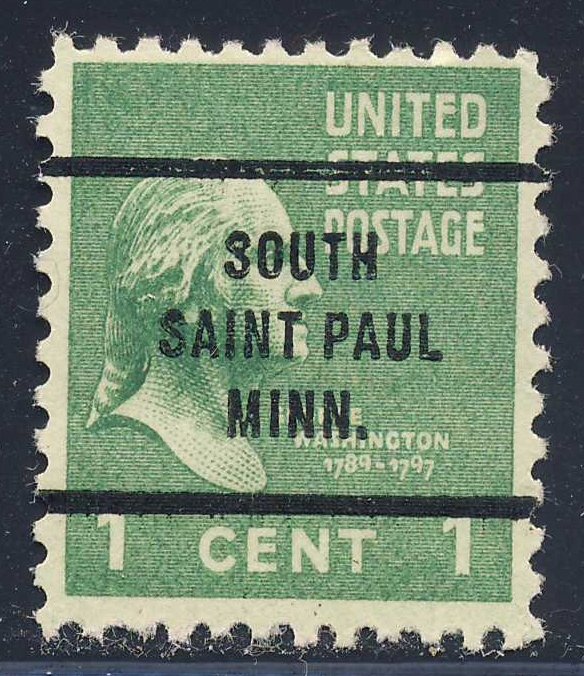 UNITED
STATES
POSTAGE
SOUTH
SAINT PAUL
MINN.
WASHINGTON
1789-1797
1 CENT 1